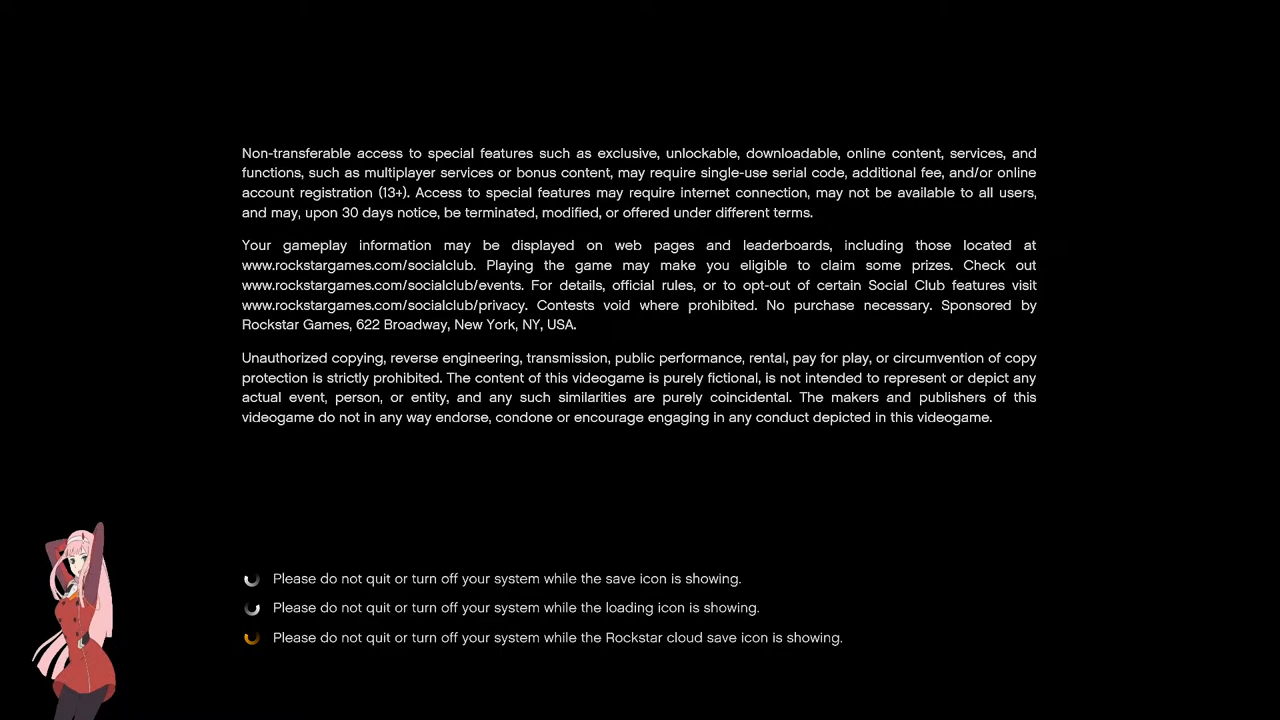 Non-transferable access to special features such as exclusive, unlockable, downloadable, online content, services, and
functions, such as multiplayer services or bonus content, may require single-use serial code, additional fee, and/or online
account registration (13+). Access to special features may require internet connection, may not be available to all users,
and may, upon 30 days notice, be terminated, modified, or offered under different terms.
Your gameplay information may be displayed on web pages and leaderboards, including those located at
www.rockstargames.com/socialclub. Playing the game may make you eligible to claim some prizes. Check out
www.rockstargames.com/socialclub/events. For details, official rules, or to opt-out of certain Social Club features visit
www.rockstargames.com/socialclub/privacy. Contests void where prohibited. No purchase necessary. Sponsored by
Rockstar Games, 622 Broadway, New York, NY, USA.
Unauthorized copying, reverse engineering, transmission, public performance, rental, pay for play, or circumvention of copy
protection is strictly prohibited. The content of this videogame is purely fictional, is not intended to represent or depict any
actual event, person, or entity, and any such similarities are purely coincidental. The makers and publishers of this
videogame do not in any way endorse, condone or encourage engaging in any conduct depicted in this videogame.
Please do not quit or turn off your system while the save icon is showing.
Please do not quit or turn off your system while the loading icon is showing.
Please do not quit or turn off your system while the Rockstar cloud save icon is showing.